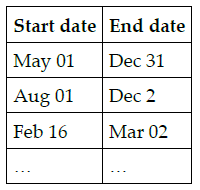 Start date End date
May 01 Dec 31
Aug 01 Dec 2
Feb 16 Mar 02
… …